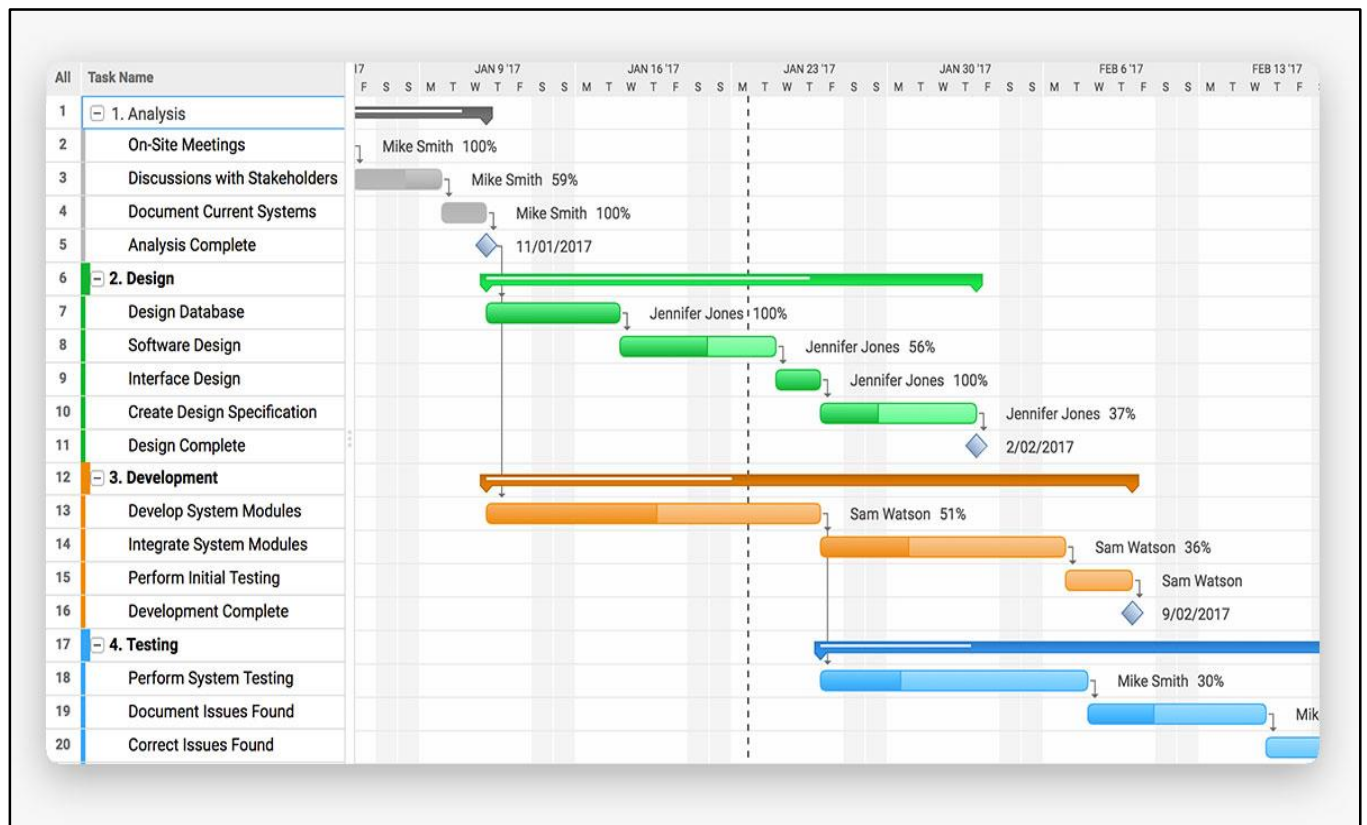 All Task Name 17 JAN 9 '17 JAN 16 '17 JAN 23 '17 JAN 30 '17 FEB 6 '17 FEB 13 '17
F S S M T W T F S S M T W T F S S M T W T F S S M T W T F S S M T W T F S S M T W T F
1 1. Analysis
2 On-Site Meetings Mike Smith 100%
3 Discussions with Stakeholders Mike Smith 59%
4 Document Current Systems Mike Smith 100%
5 Analysis Complete 11/01/2017
6 2. Design
7 Design Database Jennifer Jones 100%
8 Software Design Jennifer Jones 56%
9 Interface Design Jennifer Jones 100%
10 Create Design Specification Jennifer Jones 37%
11 Design Complete 2/02/2017
12 3. Development
13 Develop System Modules Sam Watson 51%
14 Integrate System Modules Sam Watson 36%
15 Perform Initial Testing Sam Watson
16 Development Complete 9/02/2017
17 4. Testing
18 Perform System Testing Mike Smith 30%
19 Document Issues Found Mik
20 Correct Issues Found